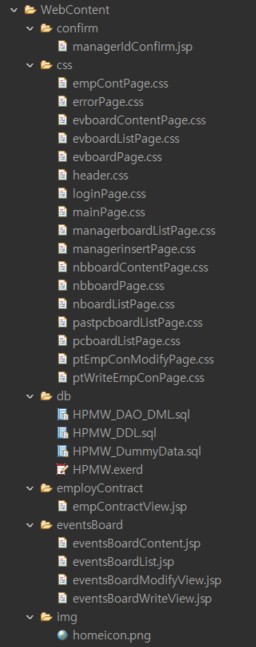 WebContent
confirm
managerIdConfirm.jsp
css
empContPage.css
errorPage.css
evboardContentPage.css
evboardListPage.css
evboardPage.css
header.css
loginPage.css
mainPage.css
managerboardListPage.css
managerinsertPage.css
nbboardContentPage.css
nbboardPage.css
nboardListPage.css
pastpcboardListPage.css
pcboardListPage.css
ptEmpConModifyPage.css
ptWriteEmpConPage.css
db
HPMW_DAO_DML.sql
HPMW_DDL.sql
HPMW_DummyData.sql
HPMW.exerd
employContract
empContractView.jsp
eventsBoard
eventsBoardContent.jsp
eventsBoardList.jsp
eventsBoardModifyView.jsp
eventsBoardWriteView.jsp
img
homeicon.png